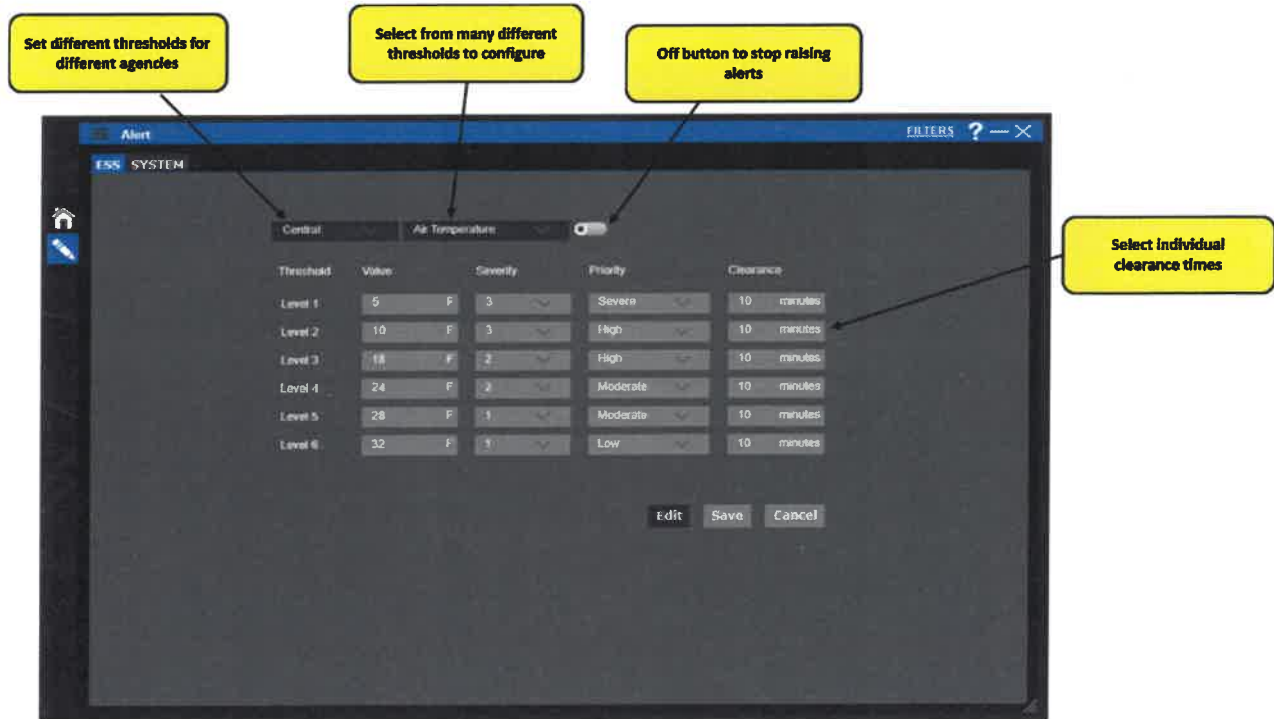 Set different thresholds for
different agencies
Select from many different
thresholds to configure
Off button to stop raising
alerts
Alert
FILTERS ?
ESS SYSTEM
Central Air Temperature
Select individual
clearance times
Threshold Value Severity Priority Clearance
Level 1 5 F 3 Severe 10 minutes
Level 2 10 F 3 High 10 minutes
Level 3 18 F 2 High 10 minutes
Level 4 24 F 2 Moderate 10 minutes
Level 5 28 F 1 Moderate 10 minutes
Level 6 32 F 1 Low 10 minutes
Edit Save Cancel